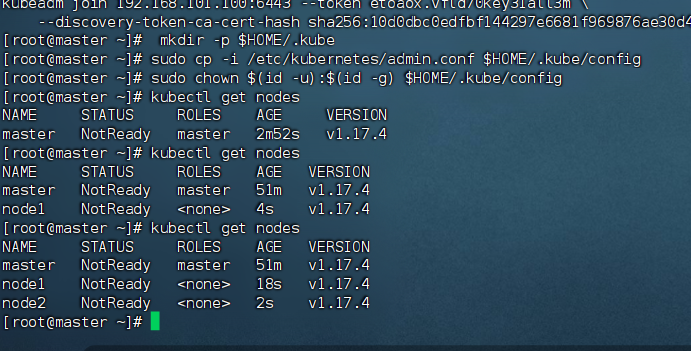 kubeadm join 192.168.101.100:6443 --token \
    --discovery-token-ca-cert-hash sha256:10d0dbc0edfbf144297e6681f969876ae30d4
[root@master ~]#  mkdir -p $HOME/.kube
[root@master ~]# sudo cp -i /etc/kubernetes/admin.conf $HOME/.kube/config
[root@master ~]# sudo chown $(id -u):$(id -g) $HOME/.kube/config
[root@master ~]# kubectl get nodes
NAME     STATUS     ROLES    AGE     VERSION
master   NotReady   master   2m52s   v1.17.4
[root@master ~]# kubectl get nodes
NAME     STATUS     ROLES    AGE   VERSION
master   NotReady   master   51m   v1.17.4
node1    NotReady   <none>   4s    v1.17.4
[root@master ~]# kubectl get nodes
NAME     STATUS     ROLES    AGE   VERSION
master   NotReady   master   51m   v1.17.4
node1    NotReady   <none>   18s   v1.17.4
node2    NotReady   <none>   2s    v1.17.4
[root@master ~]#